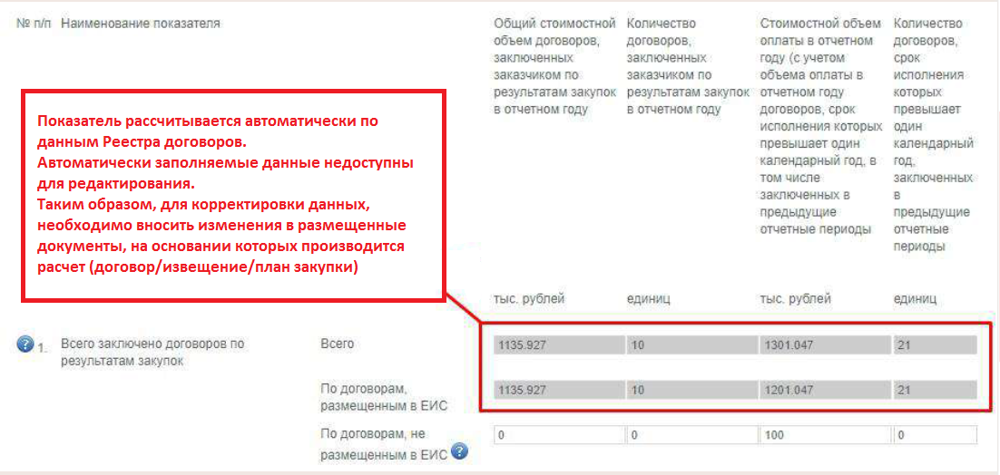 № п/п Наименование показателя
Общий стоимостной
объем договоров,
заключенных
заказчиком по
результатам закупок
в отчетном году
Количество
договоров,
заключенных
заказчиком по
результатам закупок
в отчетном году
Стоимостной объем
оплаты в отчетном
году (с учетом
объема оплаты в
отчетном году
договоров, срок
исполнения которых
превышает один
календарный год, в
том числе
заключенных в
предыдущие
отчетные периоды
Количество
договоров,
срок
исполнения
которых
превышает
один
календарный
год,
заключенных
в
предыдущие
отчетные
периоды
Показатель рассчитывается автоматически по
данным Реестра договоров.
Автоматически заполняемые данные недоступны
для редактирования.
Таким образом, для корректировки данных,
необходимо вносить изменения в размещенные
документы, на основании которых производится
расчет (договор/извещение/план закупки)
тыс. рублей единиц тыс. рублей единиц
? 1. Всего заключено договоров по
результатам закупок
Всего 1135.927 10 1301.047 21
По договорам,
размещенным в ЕИС
1135.927 10 1201.047 21
По договорам, не
размещенным в ЕИС ?
0 0 100 0